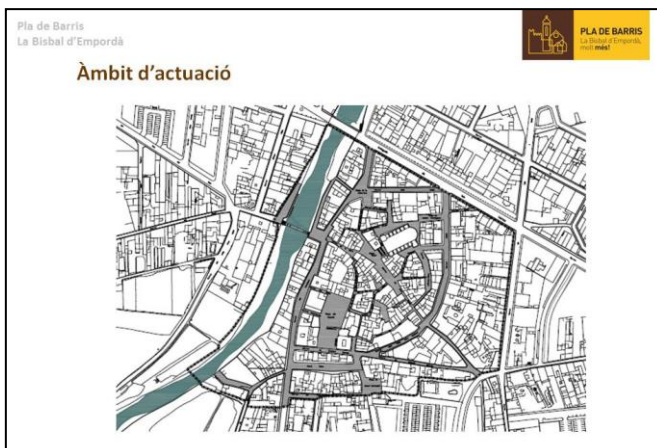 Pla de Barris
La Bisbal d'Empordà
PLA DE BARRIS
La Bisbal d'Empordà,
molt més!
Àmbit d'actuació